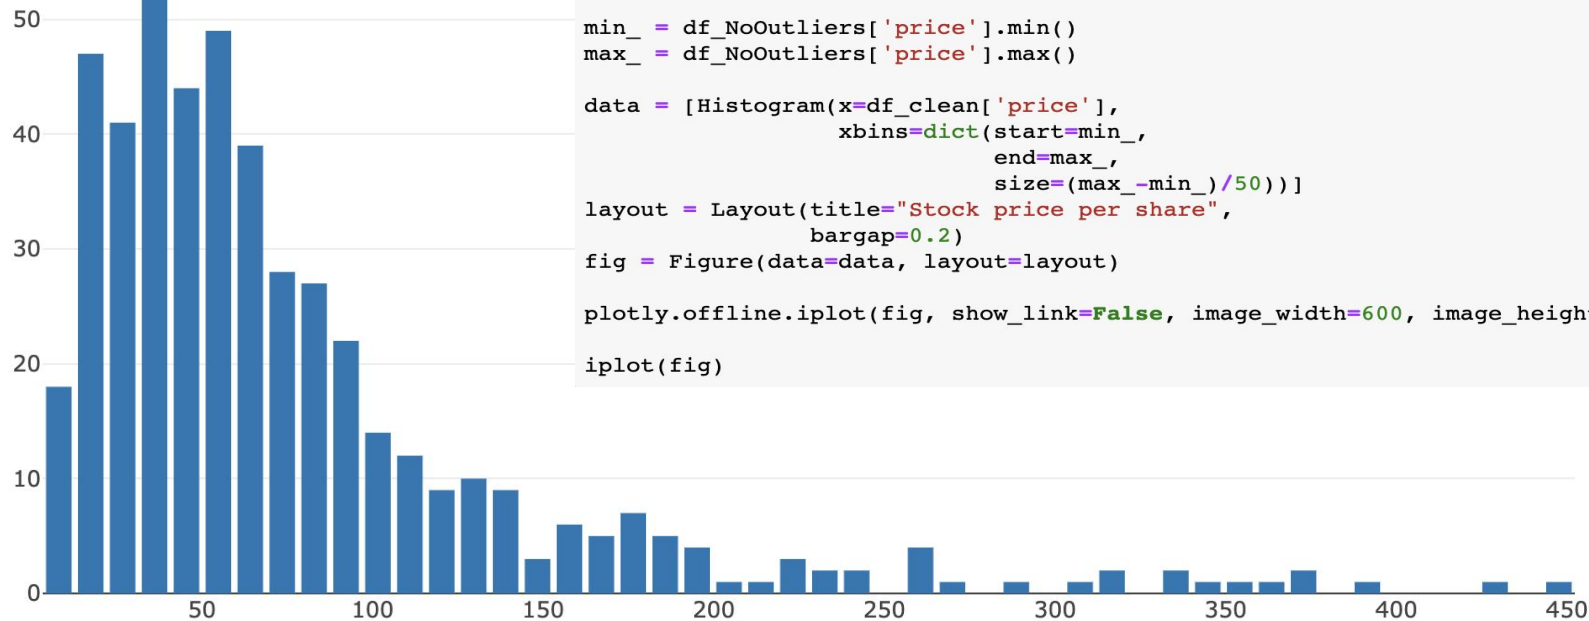 50
40
30
20
10
0
50
100
150
200
250
300
350
400
450
min_ = df_NoOutliers['price'].min()
max_ = df_NoOutliers['price'].max()
data = [Histogram(x=df_clean['price'],
xbins=dict(start=min_,
end=max_,
size=(max_-min_)/50))]
layout = Layout(title="Stock price per share",
bargap=0.2)
fig = Figure(data=data, layout=layout)
plotly.offline.iplot(fig, show_link=False, image_width=600, image_heigh
iplot(fig)